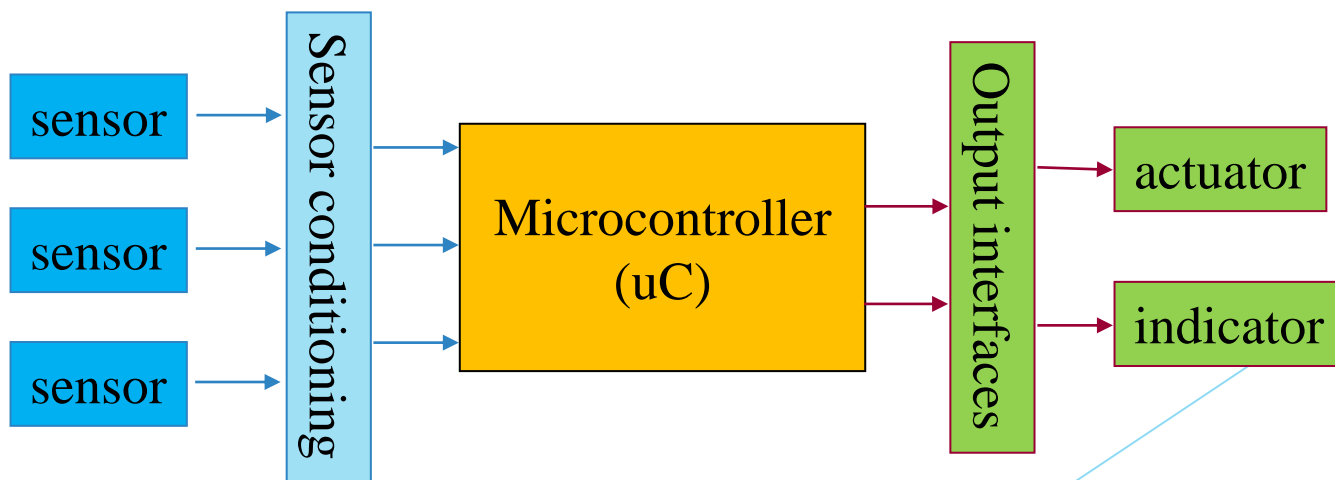 sensor
sensor
sensor
Sensor conditioning
Microcontroller
(uC)
Output interfaces
actuator
indicator